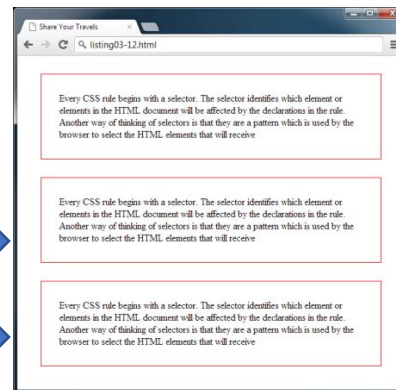 Share Your Travels
listing03-12.html
Every CSS rule begins with a selector. The selector identifies which element or
elements in the HTML document will be affected by the declarations in the rule.
Another way of thinking of selectors is that they are a pattern which is used by the
browser to select the HTML elements that will receive
Every CSS rule begins with a selector. The selector identifies which element or
elements in the HTML document will be affected by the declarations in the rule.
Another way of thinking of selectors is that they are a pattern which is used by the
browser to select the HTML elements that will receive
Every CSS rule begins with a selector. The selector identifies which element or
elements in the HTML document will be affected by the declarations in the rule.
Another way of thinking of selectors is that they are a pattern which is used by the
browser to select the HTML elements that will receive